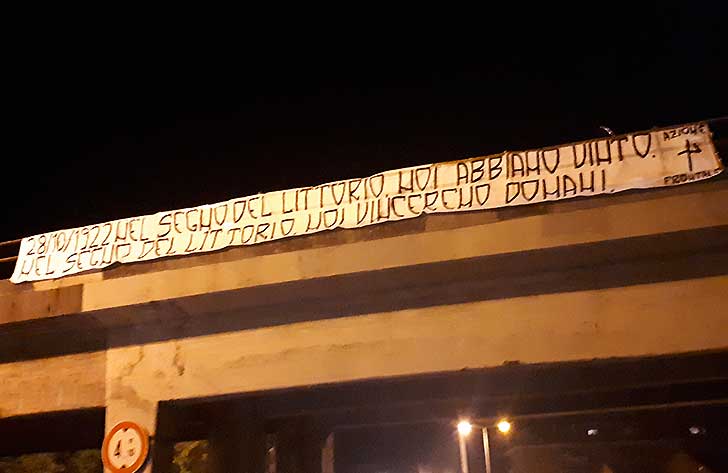 28/10/1922 NEL SEGNO DEL LITTORIO, NOI ABBIAMO VINTO.
NEL SEGNO DEL LITTORIO, NOI VINCEREMO DOMANI.
AZIONE
FRONTALE
4